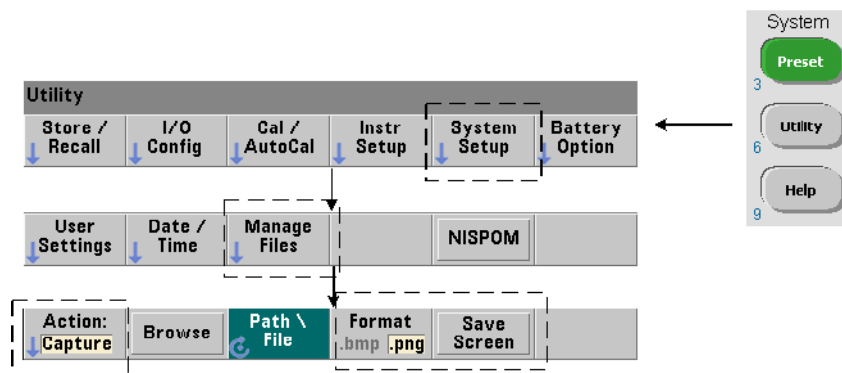 System
Preset
3
Utility
6
Help
9
Utility
Store / Recall
I/O Config
Cal / AutoCal
Instr Setup
System Setup
Battery Option
User Settings
Date / Time
Manage Files
NISPOM
Action: Capture
Browse
Path \ File
Format .bmp .png
Save Screen